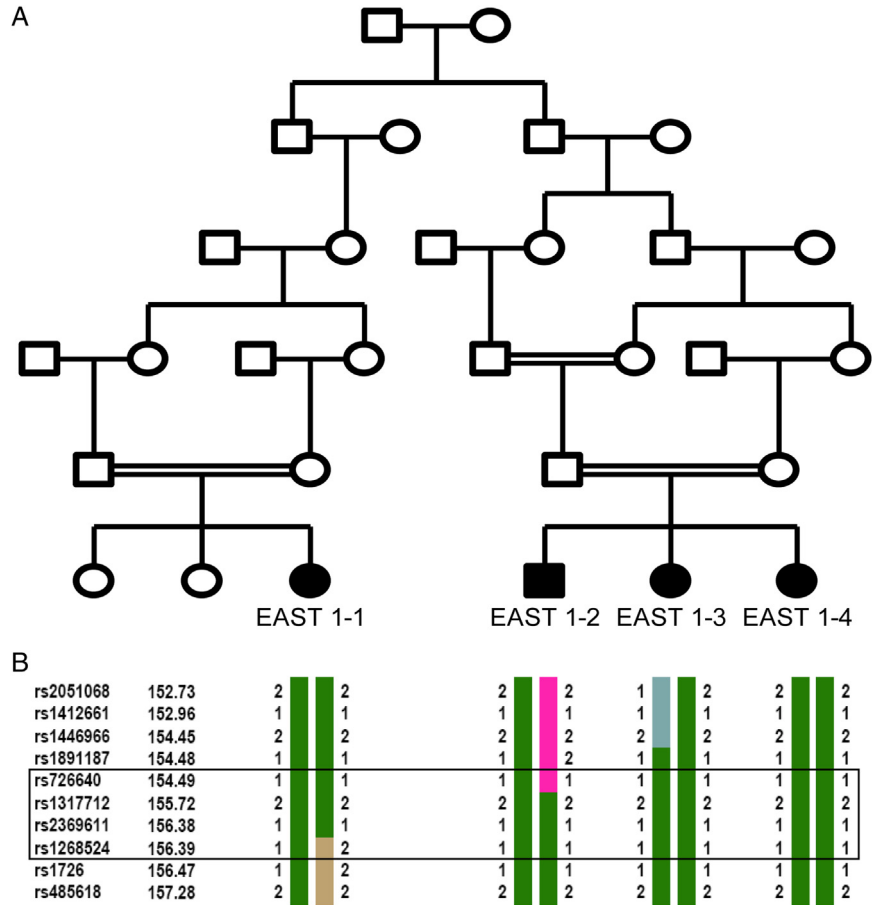 A
EAST 1-1 EAST 1-2 EAST 1-3 EAST 1-4
B
rs2051068 152.73 2 2 2 2 1 2 2 2
rs1412661 152.96 1 1 1 1 1 1 1 1
rs1446966 154.45 2 2 2 2 2 2 2 2
rs1891187 154.48 1 1 1 2 1 1 1 1
rs726640 154.49 1 1 1 1 1 1 1 1
rs1317712 155.72 2 2 2 2 2 2 2 2
rs2369611 156.38 1 1 1 1 1 1 1 1
rs1268524 156.39 1 2 1 1 1 1 1 1
rs1726 156.47 1 2 1 1 1 1 1 1
rs485618 157.28 2 2 2 2 2 2 2 2